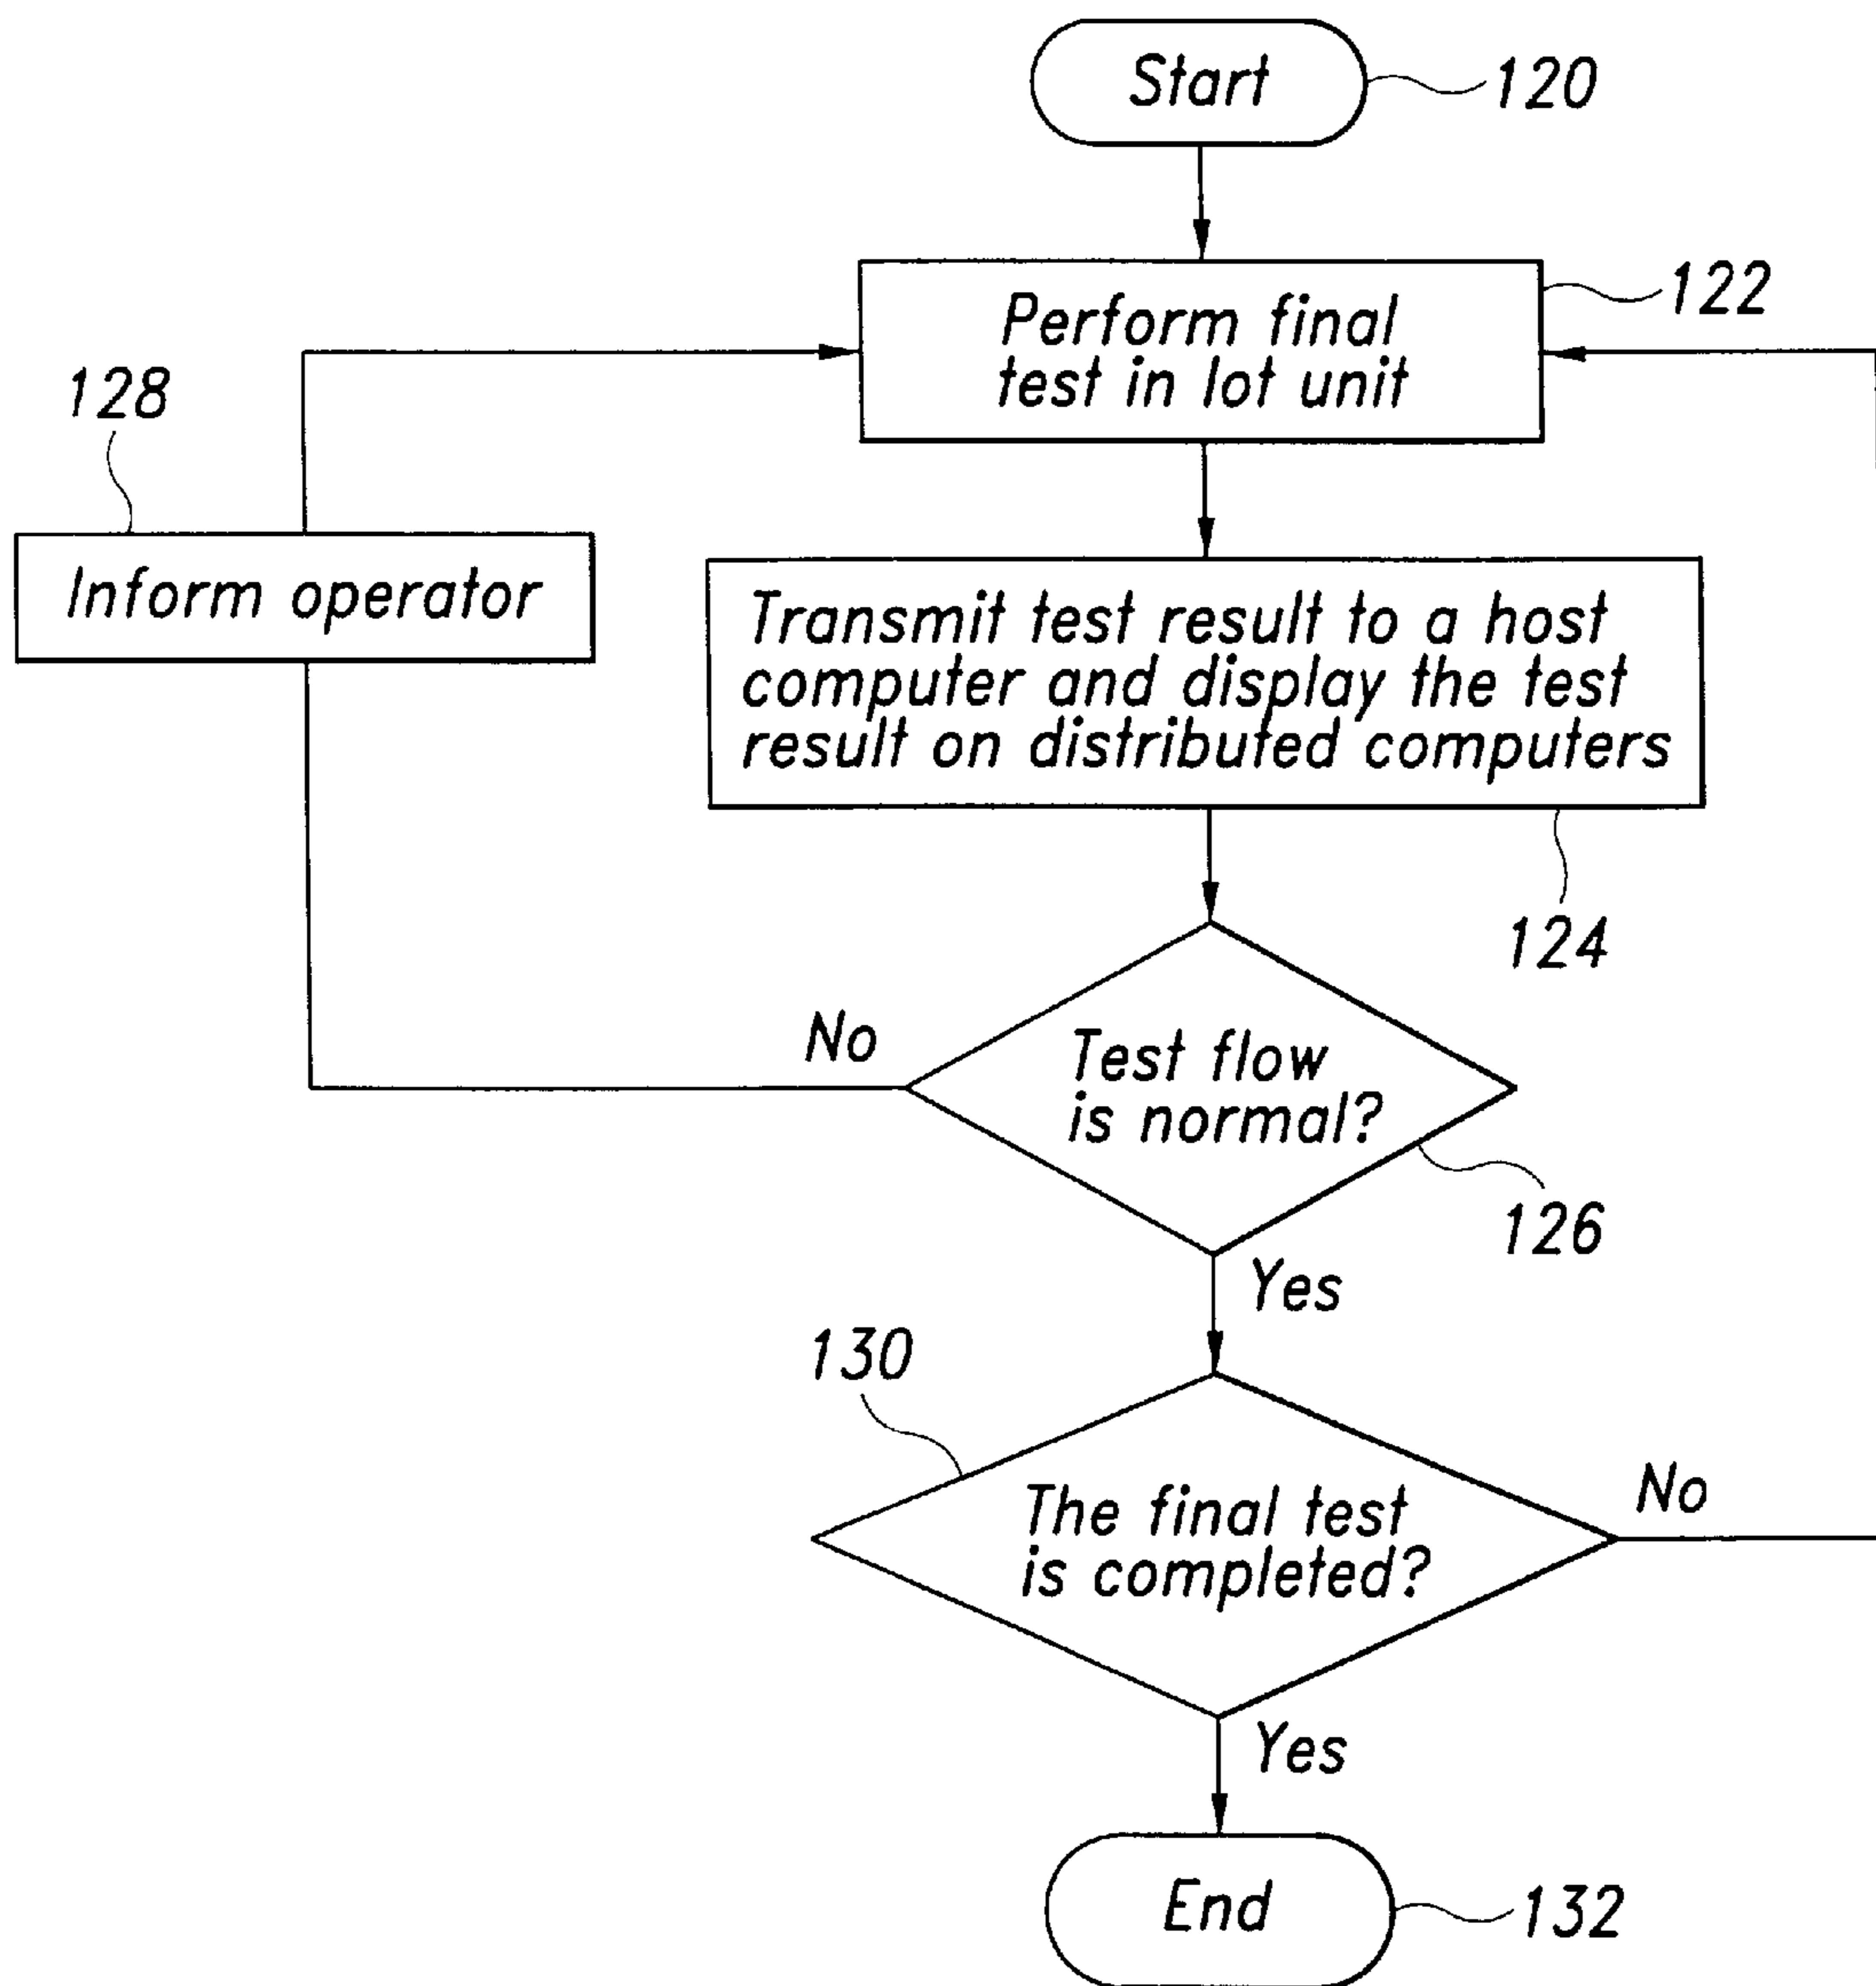 Start
120
Perform final
test in lot unit
122
128
Inform operator
Transmit test result to a host
computer and display the test
result on distributed computers
124
No
Test flow
is normal?
126
Yes
130
The final test
is completed?
No
Yes
End
132